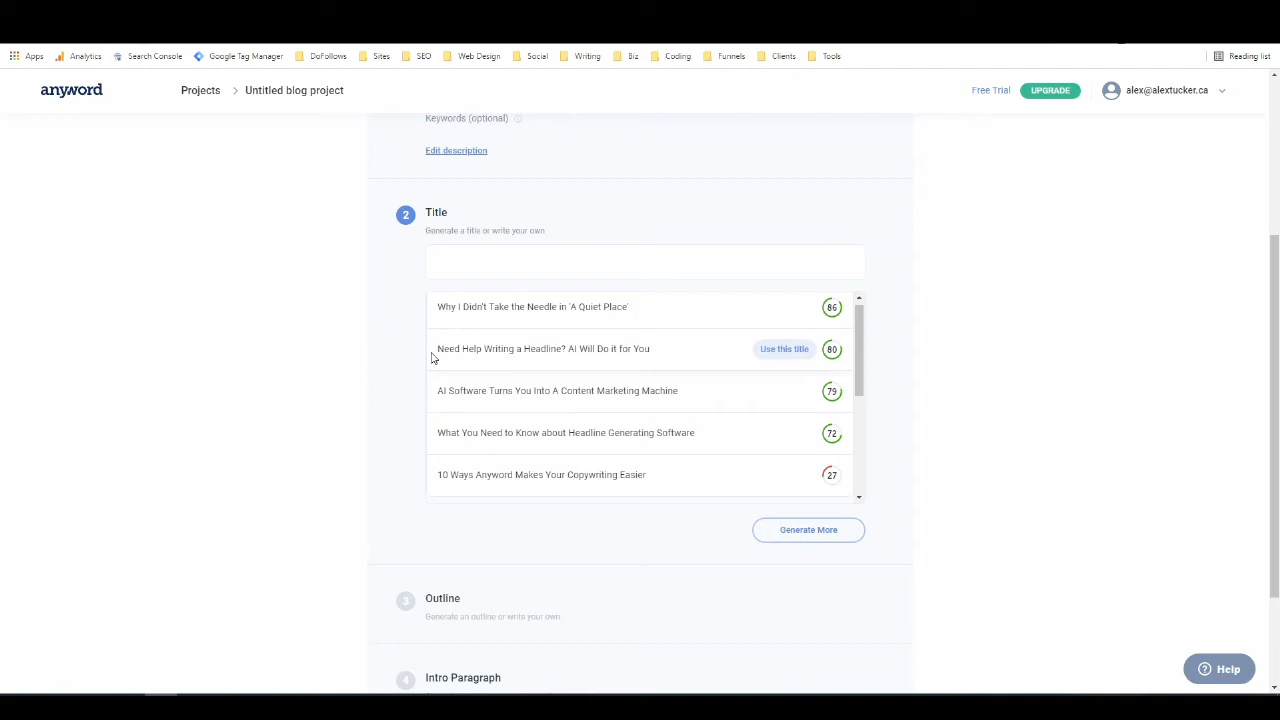 Apps Analytics Search Console Google Tag Manager DoFollows Sites SEO Web Design Social Writing Biz Coding Funnels Clients Tools Reading list
anyword Projects > Untitled blog project Free Trial UPGRADE alex@alextucker.ca
Keywords (optional)
Edit description
2 Title
Generate a title or write your own
Why I Didn't Take the Needle in 'A Quiet Place' 86
Need Help Writing a Headline? AI Will Do it for You Use this title 80
AI Software Turns You Into A Content Marketing Machine 79
What You Need to Know about Headline Generating Software 72
10 Ways Anyword Makes Your Copywriting Easier 27
Generate More
3 Outline
Generate an outline or write your own.
4 Intro Paragraph
? Help